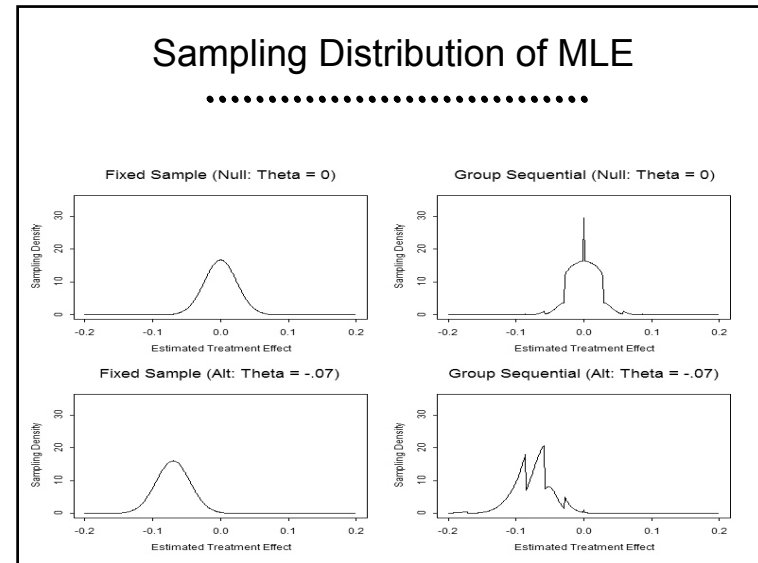 Sampling Distribution of MLE
Fixed Sample (Null: Theta = 0)
Sampling Density
0 10 20 30
-0.2 -0.1 0.0 0.1 0.2
Estimated Treatment Effect
Group Sequential (Null: Theta = 0)
Sampling Density
0 10 20 30
-0.2 -0.1 0.0 0.1 0.2
Estimated Treatment Effect
Fixed Sample (Alt: Theta = -.07)
Sampling Density
0 10 20 30
-0.2 -0.1 0.0 0.1 0.2
Estimated Treatment Effect
Group Sequential (Alt: Theta = -.07)
Sampling Density
0 10 20 30
-0.2 -0.1 0.0 0.1 0.2
Estimated Treatment Effect